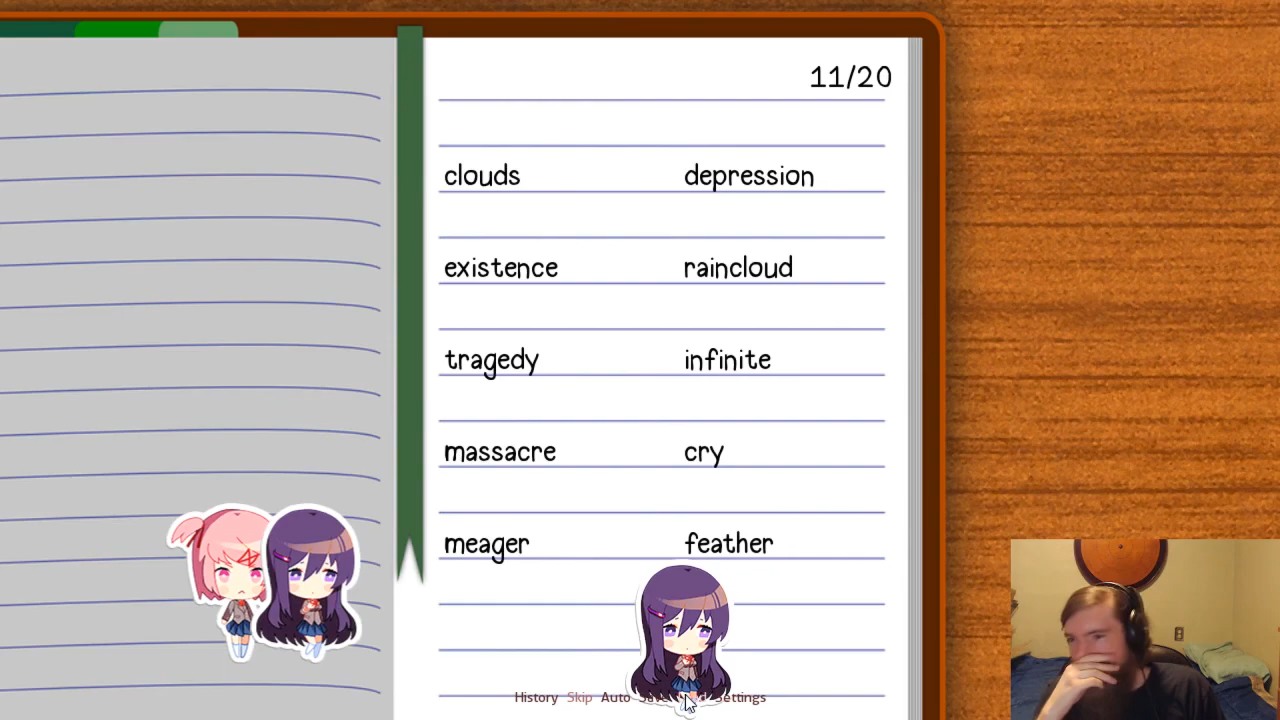 11/20
clouds depression
existence raincloud
tragedy infinite
massacre cry
meager feather
History Skip Auto Settings